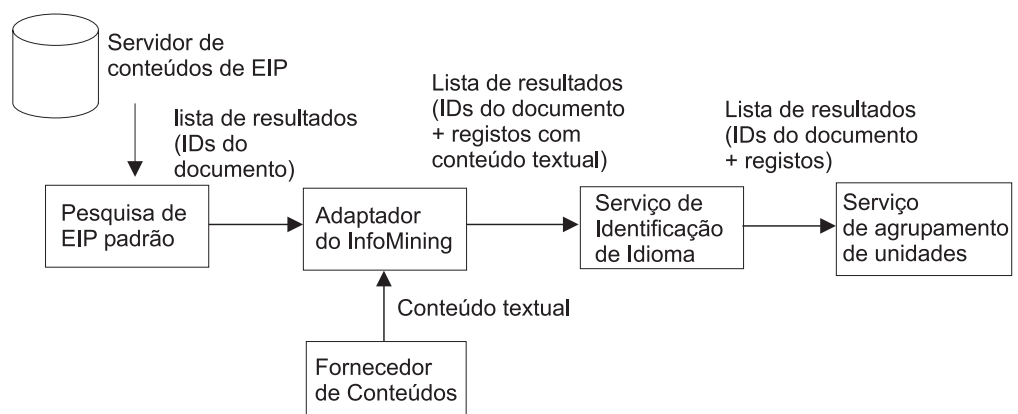 Servidor de
conteúdos de EIP
lista de resultados
(IDs do
documento)
Lista de resultados
(IDs do documento
+ registos com
conteúdo textual)
Lista de resultados
(IDs do documento
+ registos)
Pesquisa de
EIP padrão
Adaptador
do InfoMining
Serviço de
Identificação
de Idioma
Serviço
de agrupamento
de unidades
Conteúdo textual
Fornecedor
de Conteúdos